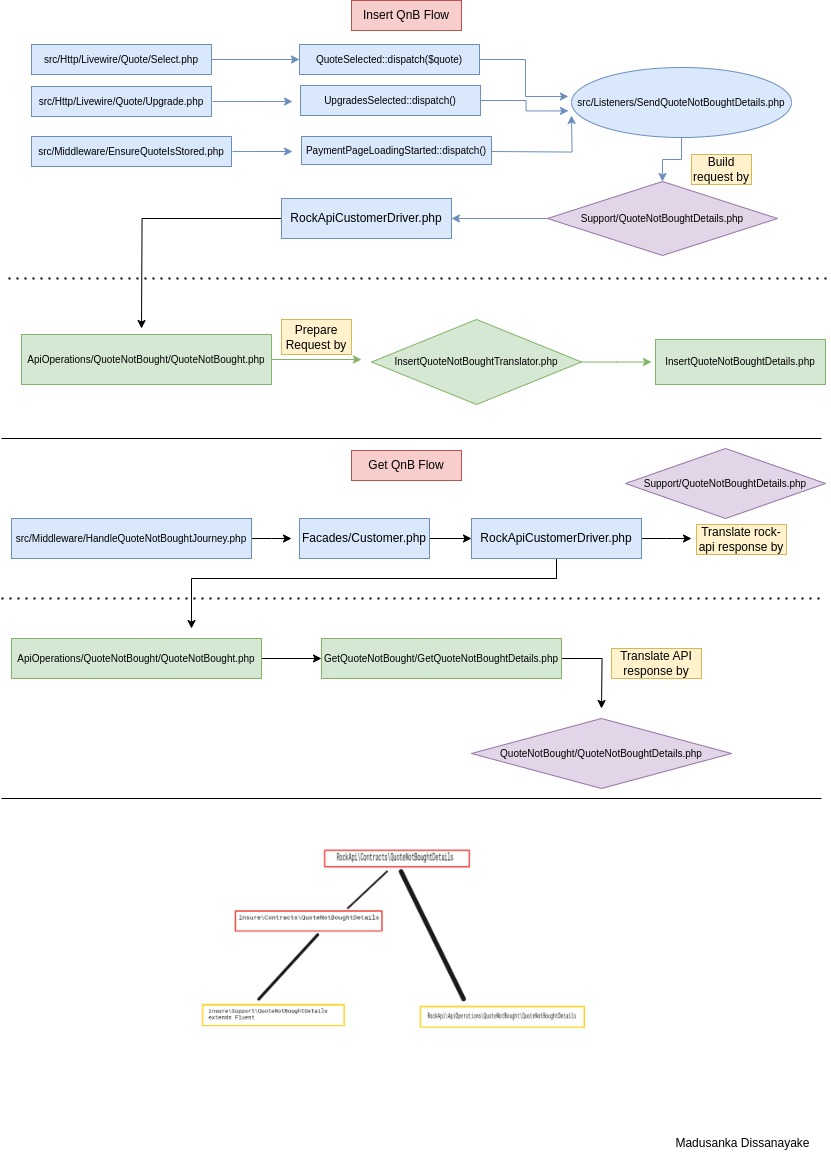 Insert QnB Flow
src/Http/Livewire/Quote/Select.php
QuoteSelected::dispatch($quote)
src/Http/Livewire/Quote/Upgrade.php
UpgradesSelected::dispatch()
src/Listeners/SendQuoteNotBoughtDetails.php
src/Middleware/EnsureQuoteIsStored.php
PaymentPageLoadingStarted::dispatch()
Build
request by
RockApiCustomerDriver.php
Support/QuoteNotBoughtDetails.php
ApiOperations/QuoteNotBought/QuoteNotBought.php
Prepare
Request by
InsertQuoteNotBoughtTranslator.php
InsertQuoteNotBoughtDetails.php
Get QnB Flow
Support/QuoteNotBoughtDetails.php
src/Middleware/HandleQuoteNotBoughtJourney.php
Facades/Customer.php
RockApiCustomerDriver.php
Translate rock-
api response by
ApiOperations/QuoteNotBought/QuoteNotBought.php
GetQuoteNotBought/GetQuoteNotBoughtDetails.php
Translate API
response by
QuoteNotBought/QuoteNotBoughtDetails.php
RockApi\Contracts\QuoteNotBoughtDetails
Insure\Contracts\QuoteNotBoughtDetails
Insure\Support\QuoteNotBoughtDetails
extends Fluent
RockApi\ApiOperations\QuoteNotBought\QuoteNotBoughtDetails
Madusanka Dissanayake